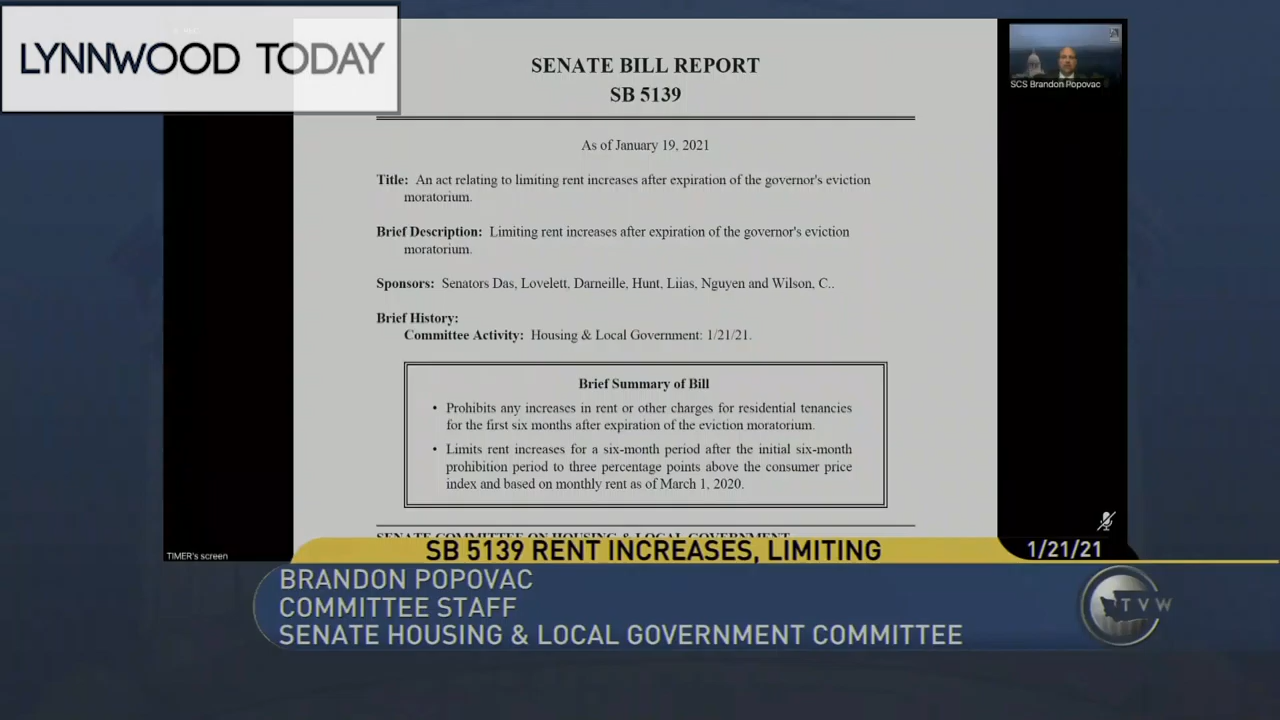 LYNNWOOD TODAY
SENATE BILL REPORT
SB 5139
As of January 19, 2021
Title: An act relating to limiting rent increases after expiration of the governor's eviction
moratorium.
Brief Description: Limiting rent increases after expiration of the governor's eviction
moratorium.
Sponsors: Senators Das, Lovelett, Darneille, Hunt, Liias, Nguyen and Wilson, C..
Brief History:
Committee Activity: Housing & Local Government: 1/21/21.
Brief Summary of Bill
• Prohibits any increases in rent or other charges for residential tenancies
for the first six months after expiration of the eviction moratorium.
• Limits rent increases for a six-month period after the initial six-month
prohibition period to three percentage points above the consumer price
index and based on monthly rent as of March 1, 2020.
SENATE COMMITTEE ON HOUSING & LOCAL GOVERNMENT
SCS Brandon Popovac
TIMER's screen
SB 5139 RENT INCREASES, LIMITING
1/21/21
BRANDON POPOVAC
COMMITTEE STAFF
SENATE HOUSING & LOCAL GOVERNMENT COMMITTEE
TVW